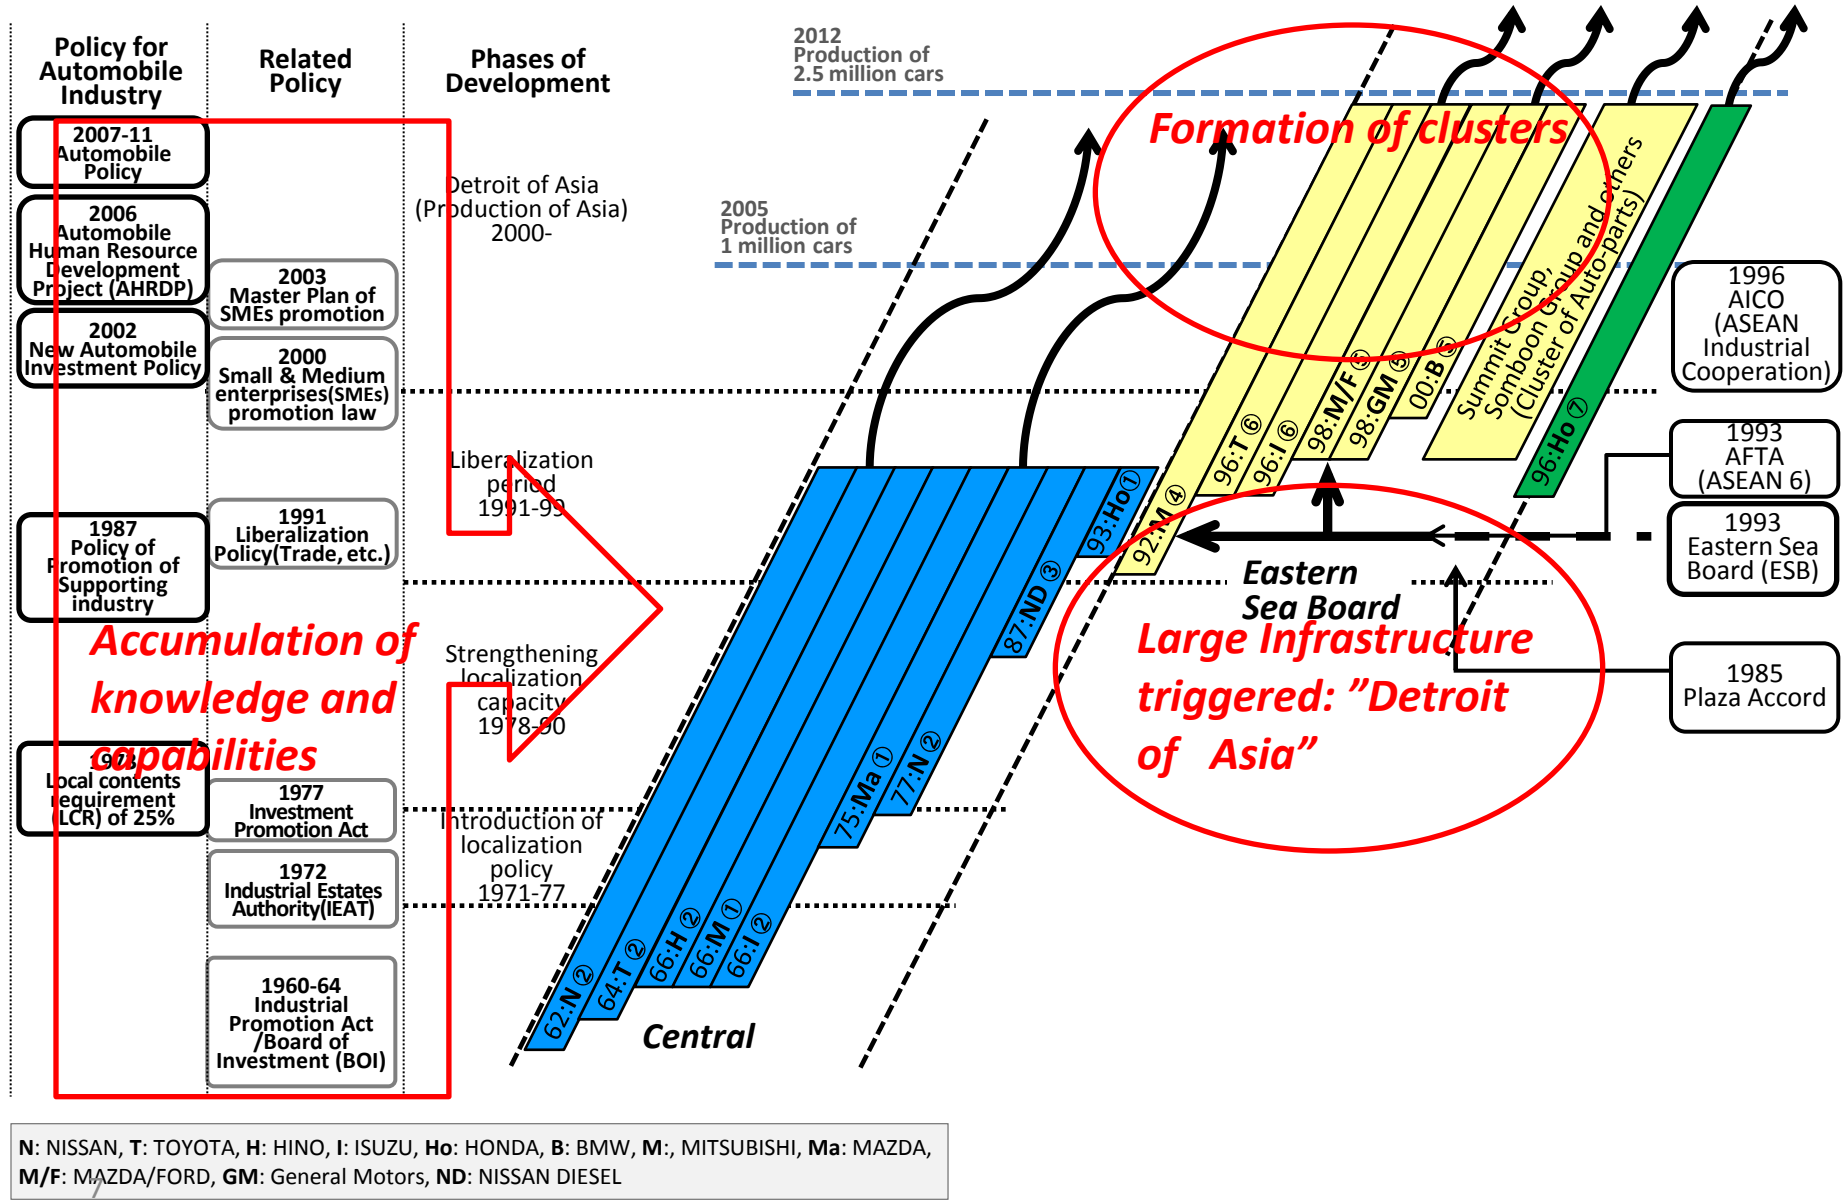 Policy for
Automobile
Industry
Related
Policy
Phases of
Development
2007-11
Automobile
Policy
2006
Automobile
Human Resource
Development
Project (AHRDP)
2002
New Automobile
Investment Policy
1987
Policy of
Promotion of
Supporting
industry
Local contents
requirement
(LCR) of 25%
2003
Master Plan of
SMEs promotion
2000
Small & Medium
enterprises(SMEs)
promotion law
1991
Liberalization
Policy(Trade, etc.)
1977
Investment
Promotion Act
1972
Industrial Estates
Authority(IEAT)
1960-64
Industrial
Promotion Act
/Board of
Investment (BOI)
Detroit of Asia
(Production of Asia)
2000-
Liberalization
period
1991-99
Strengthening
localization
capacity
1978-90
Introduction of
localization
policy
1971-77
Accumulation of
knowledge and
capabilities
2012
Production of
2.5 million cars
2005
Production of
1 million cars
Formation of clusters
62:N ②
64:T ②
66:H ②
66:M ①
66:I ②
75:Ma ①
77:N ②
87:ND ③
93:Ho ①
Central
92:M ④
96:T ⑥
96:I ⑥
98:M/F ⑤
98:GM ⑤
00:B ⑤
Summit Group,
Somboon Group and others
(Cluster of Auto-parts)
96:Ho ⑦
Eastern
Sea Board
Large Infrastructure
triggered: ”Detroit
of Asia”
1996
AICO
(ASEAN
Industrial
Cooperation)
1993
AFTA
(ASEAN 6)
1993
Eastern Sea
Board (ESB)
1985
Plaza Accord
N: NISSAN, T: TOYOTA, H: HINO, I: ISUZU, Ho: HONDA, B: BMW, M:, MITSUBISHI, Ma: MAZDA,
M/F: MAZDA/FORD, GM: General Motors, ND: NISSAN DIESEL
7